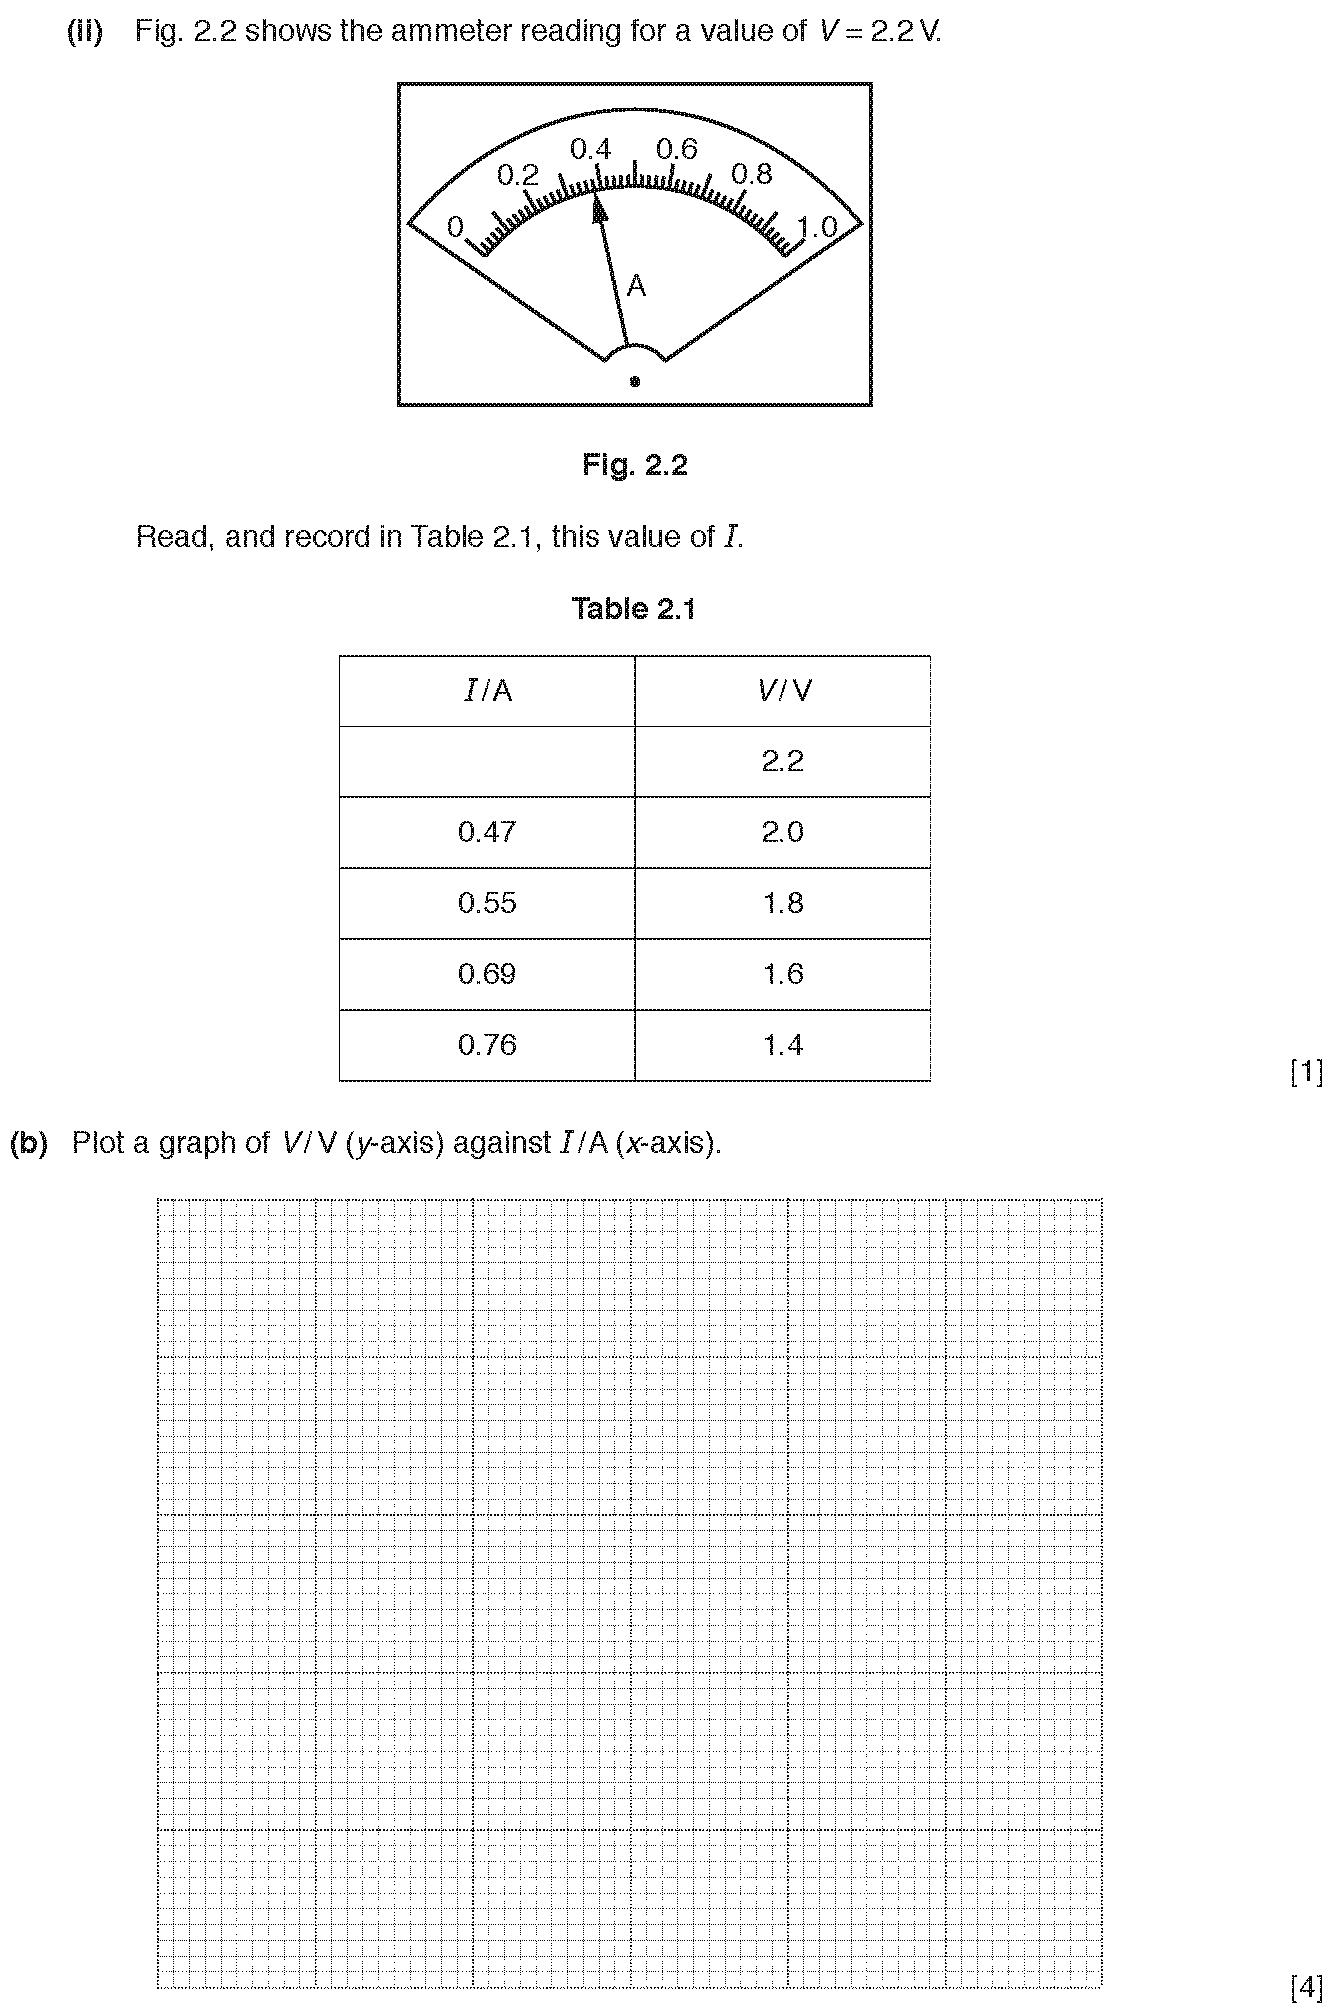 (ii) Fig. 2.2 shows the ammeter reading for a value of V = 2.2 V.
0 0.2 0.4 0.6 0.8 1.0
A
Fig. 2.2
Read, and record in Table 2.1, this value of I.
Table 2.1
I / A V / V
2.2
0.47 2.0
0.55 1.8
0.69 1.6
0.76 1.4
[1]
(b) Plot a graph of V / V (y-axis) against I / A (x-axis).
[4]